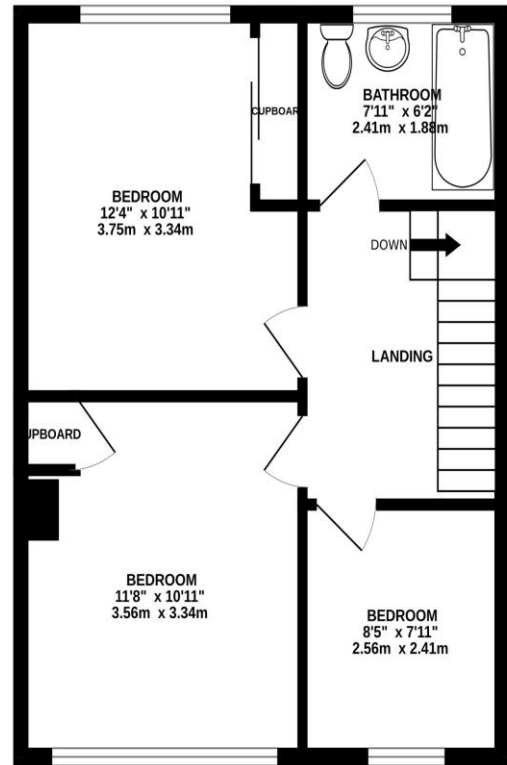 BATHROOM
7'11" x 6'2"
2.41m x 1.88m
CUPBOAR
BEDROOM
12'4" x 10'11"
3.75m x 3.34m
DOWN
LANDING
UPBOARD
BEDROOM
11'8" x 10'11"
3.56m x 3.34m
BEDROOM
8'5" x 7'11"
2.56m x 2.41m